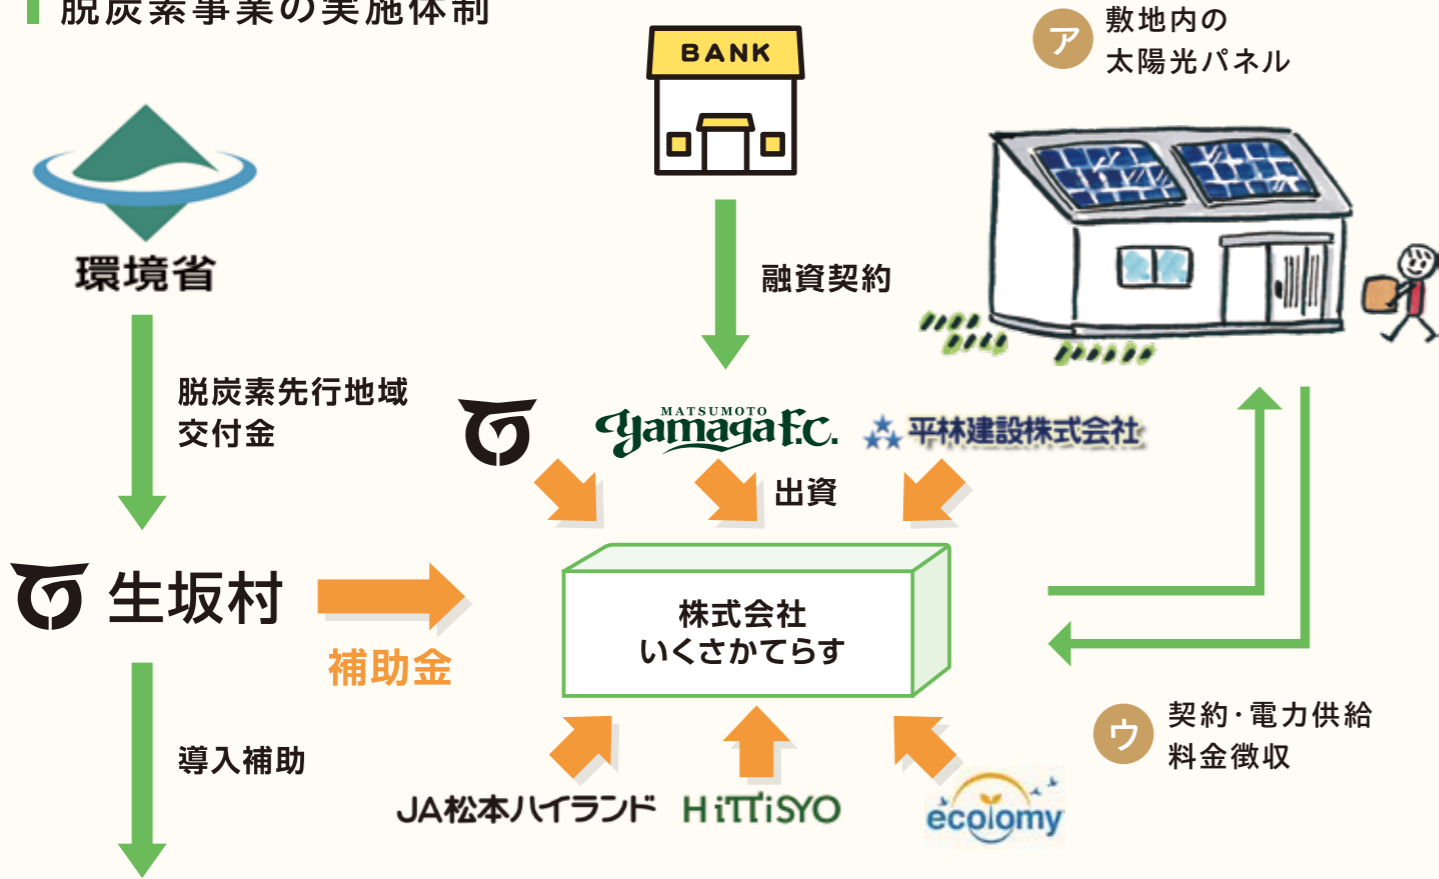 脱炭素事業の実施体制
BANK
ア
敷地内の
太陽光パネル
環境省
融資契約
脱炭素先行地域
交付金
MATSUMOTO
yamaga F.C.
平林建設株式会社
出資
生坂村
補助金
株式会社
いくさかてらす
導入補助
ウ
契約・電力供給
料金徴収
JA松本ハイランド
HiTTiSYO
ecolomy